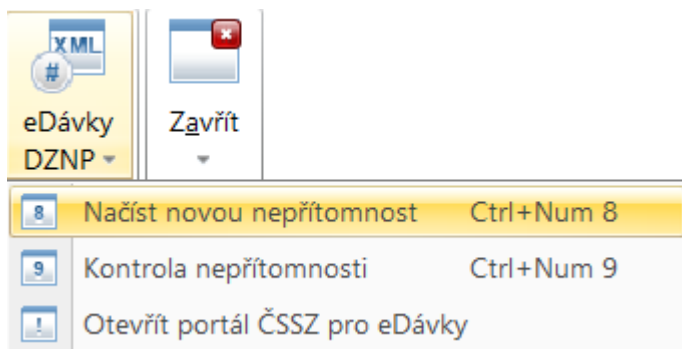 XML
#
eDávky
DZNP
Zavřít
8 Načíst novou nepřítomnost Ctrl+Num 8
9 Kontrola nepřítomnosti Ctrl+Num 9
! Otevřít portál ČSSZ pro eDávky